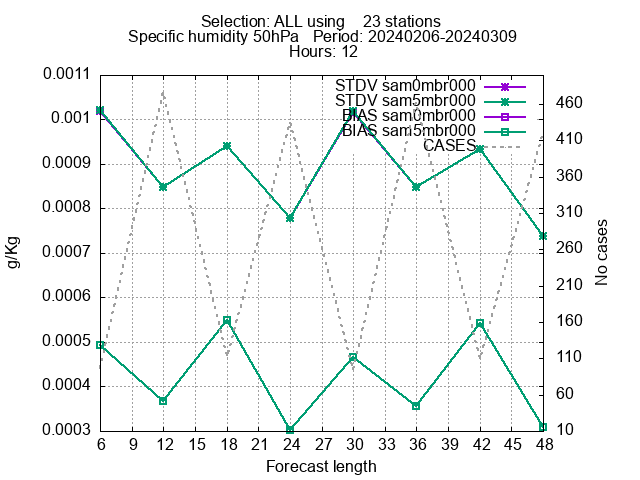 Selection: ALL using    23 stations
Specific humidity 50hPa   Period: 20240206-20240309
Hours: 12
STDV sam0mbr000
STDV sam5mbr000
BIAS sam0mbr000
BIAS sam5mbr000
CASES
0.0011
0.001
0.0009
0.0008
0.0007
0.0006
0.0005
0.0004
0.0003
g/Kg
460
410
360
310
260
210
160
110
60
10
No cases
6 9 12 15 18 21 24 27 30 33 36 39 42 45 48
Forecast length